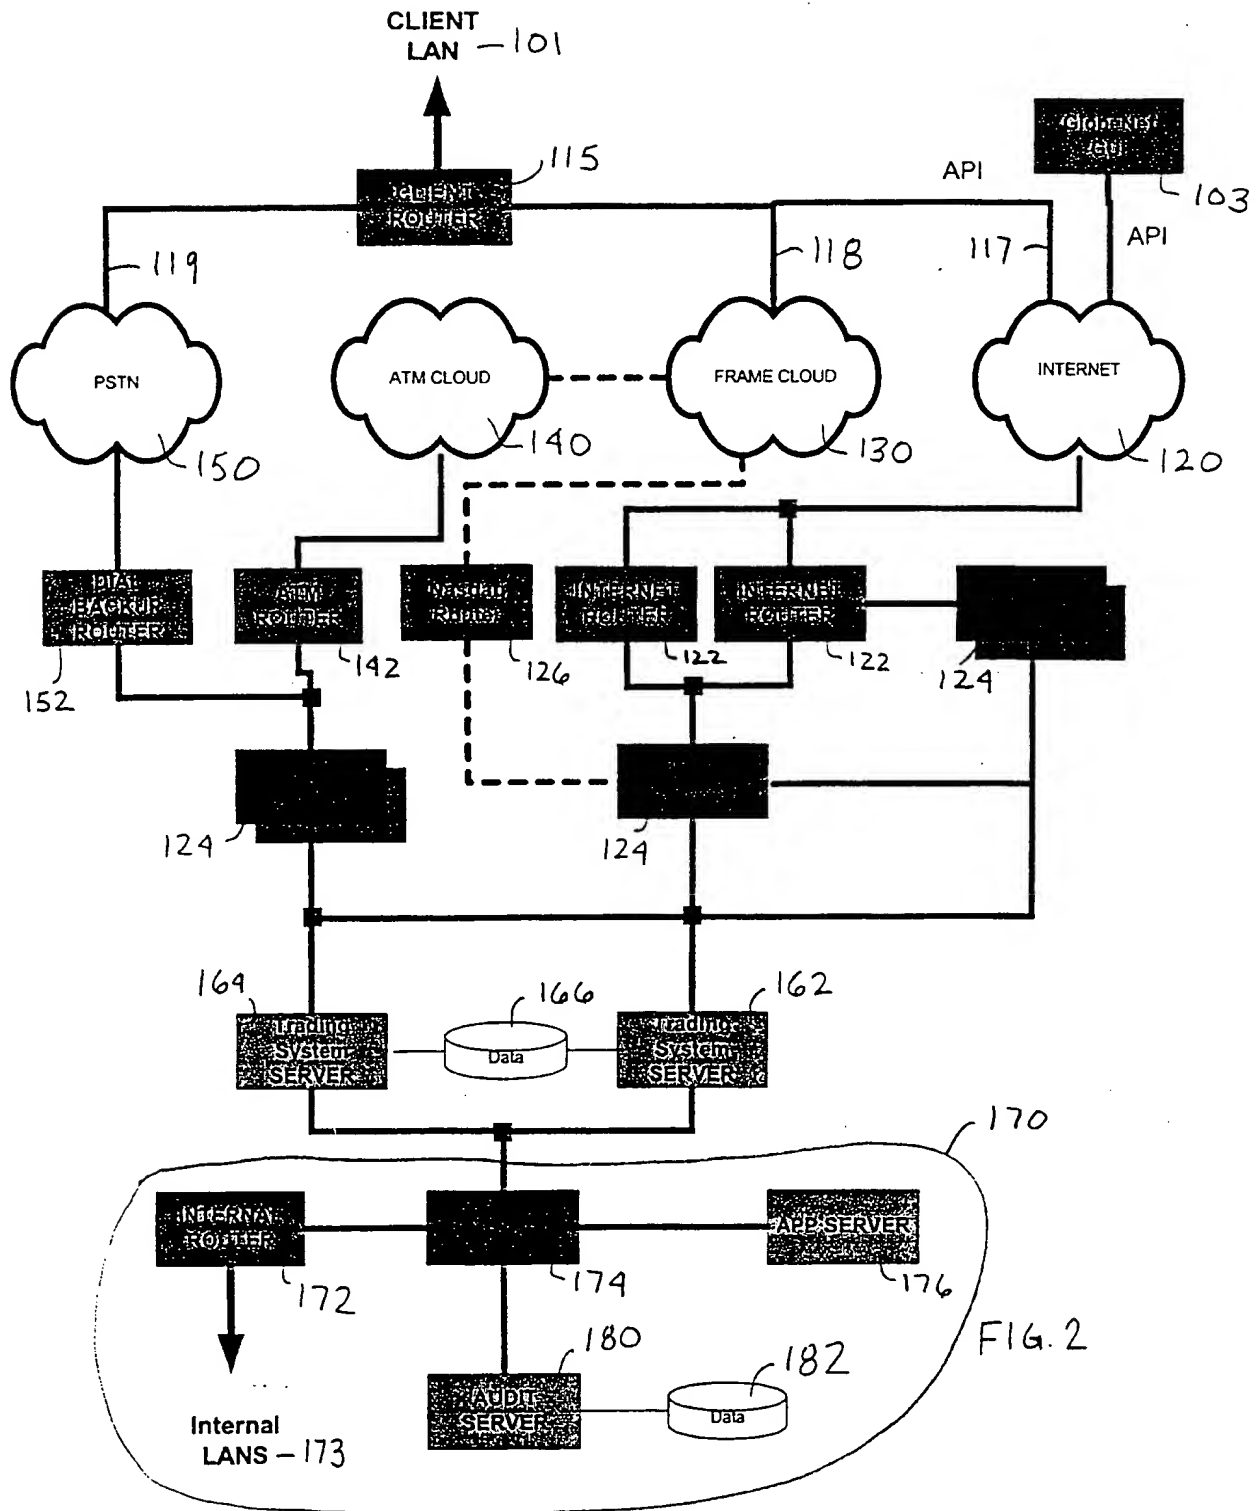 CLIENT
LAN
101
GlobeNet
GUI
115
API
103
CLIENT
ROUTER
API
119
118
117
PSTN
ATM CLOUD
FRAME CLOUD
INTERNET
150
140
130
120
DIAL
BACKUP
ROUTER
ATM
ROUTER
Nasdaq
Router
INTERNET
ROUTER
INTERNET
ROUTER
152
142
126
122
122
124
124
124
164
166
162
Trading
System
SERVER
Data
Trading
System
SERVER
170
INTERNAL
ROUTER
APP SERVER
172
174
176
FIG. 2
180
182
AUDIT
SERVER
Data
Internal
LANS
173